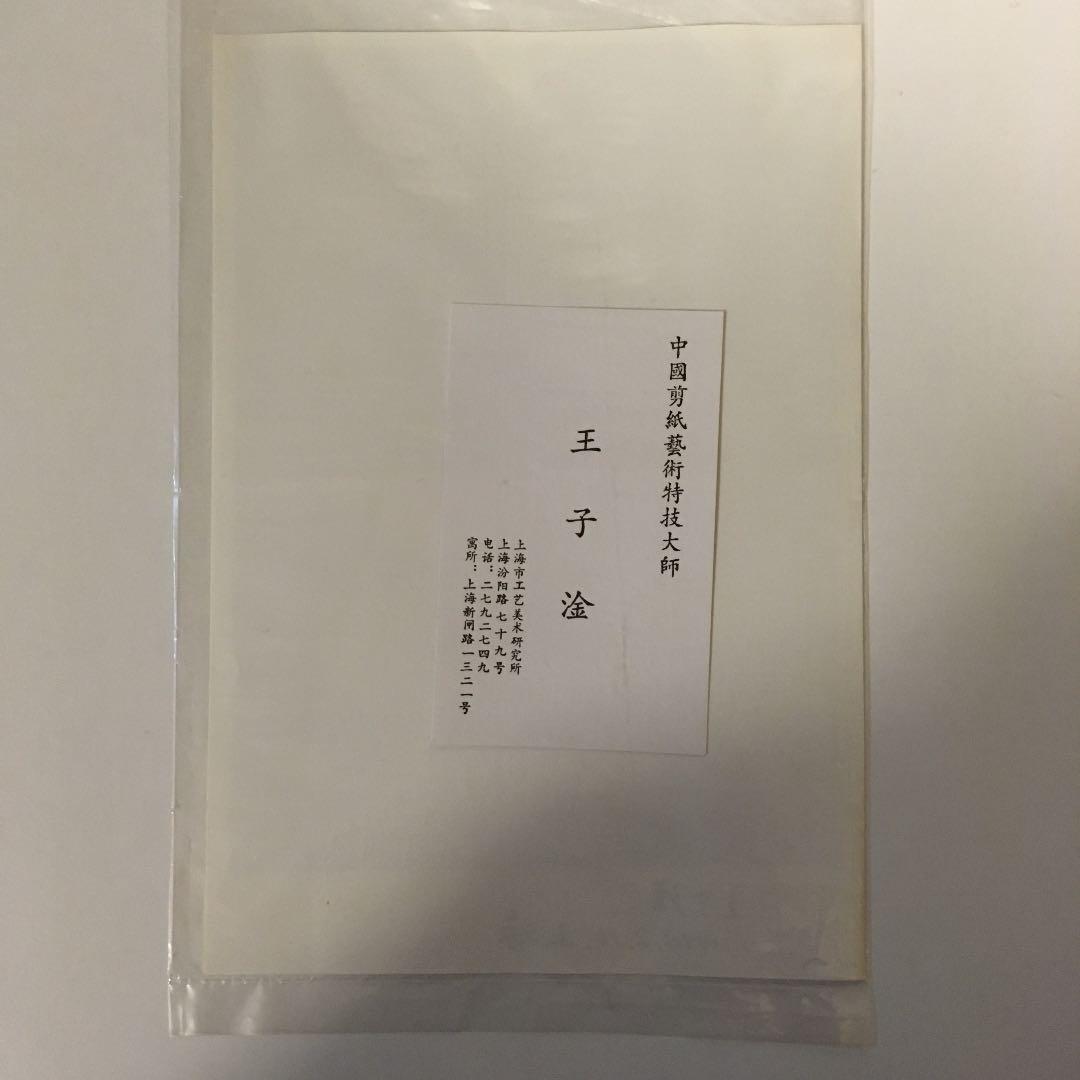 中國剪紙藝術特技大師
王子淦
上海市工艺美术研究所
上海汾阳路七十九号
电话：二七九二七四九
寓所：上海新闸路一三二一号